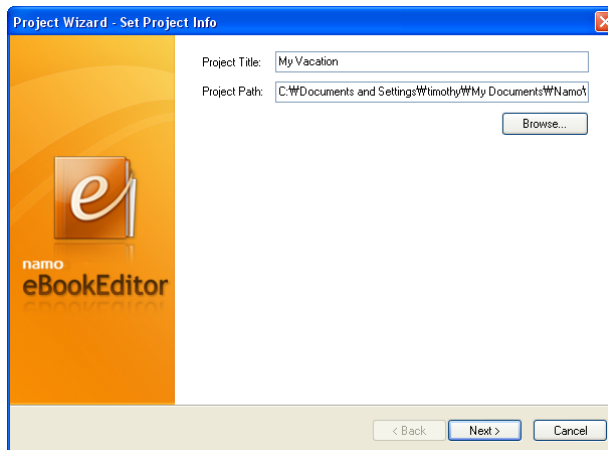 Project Wizard - Set Project Info
Project Title: My Vacation
Project Path: C:₩Documents and Settings₩timothy₩My Documents₩Namo₩
Browse...
e
namo
eBookEditor
< Back Next > Cancel